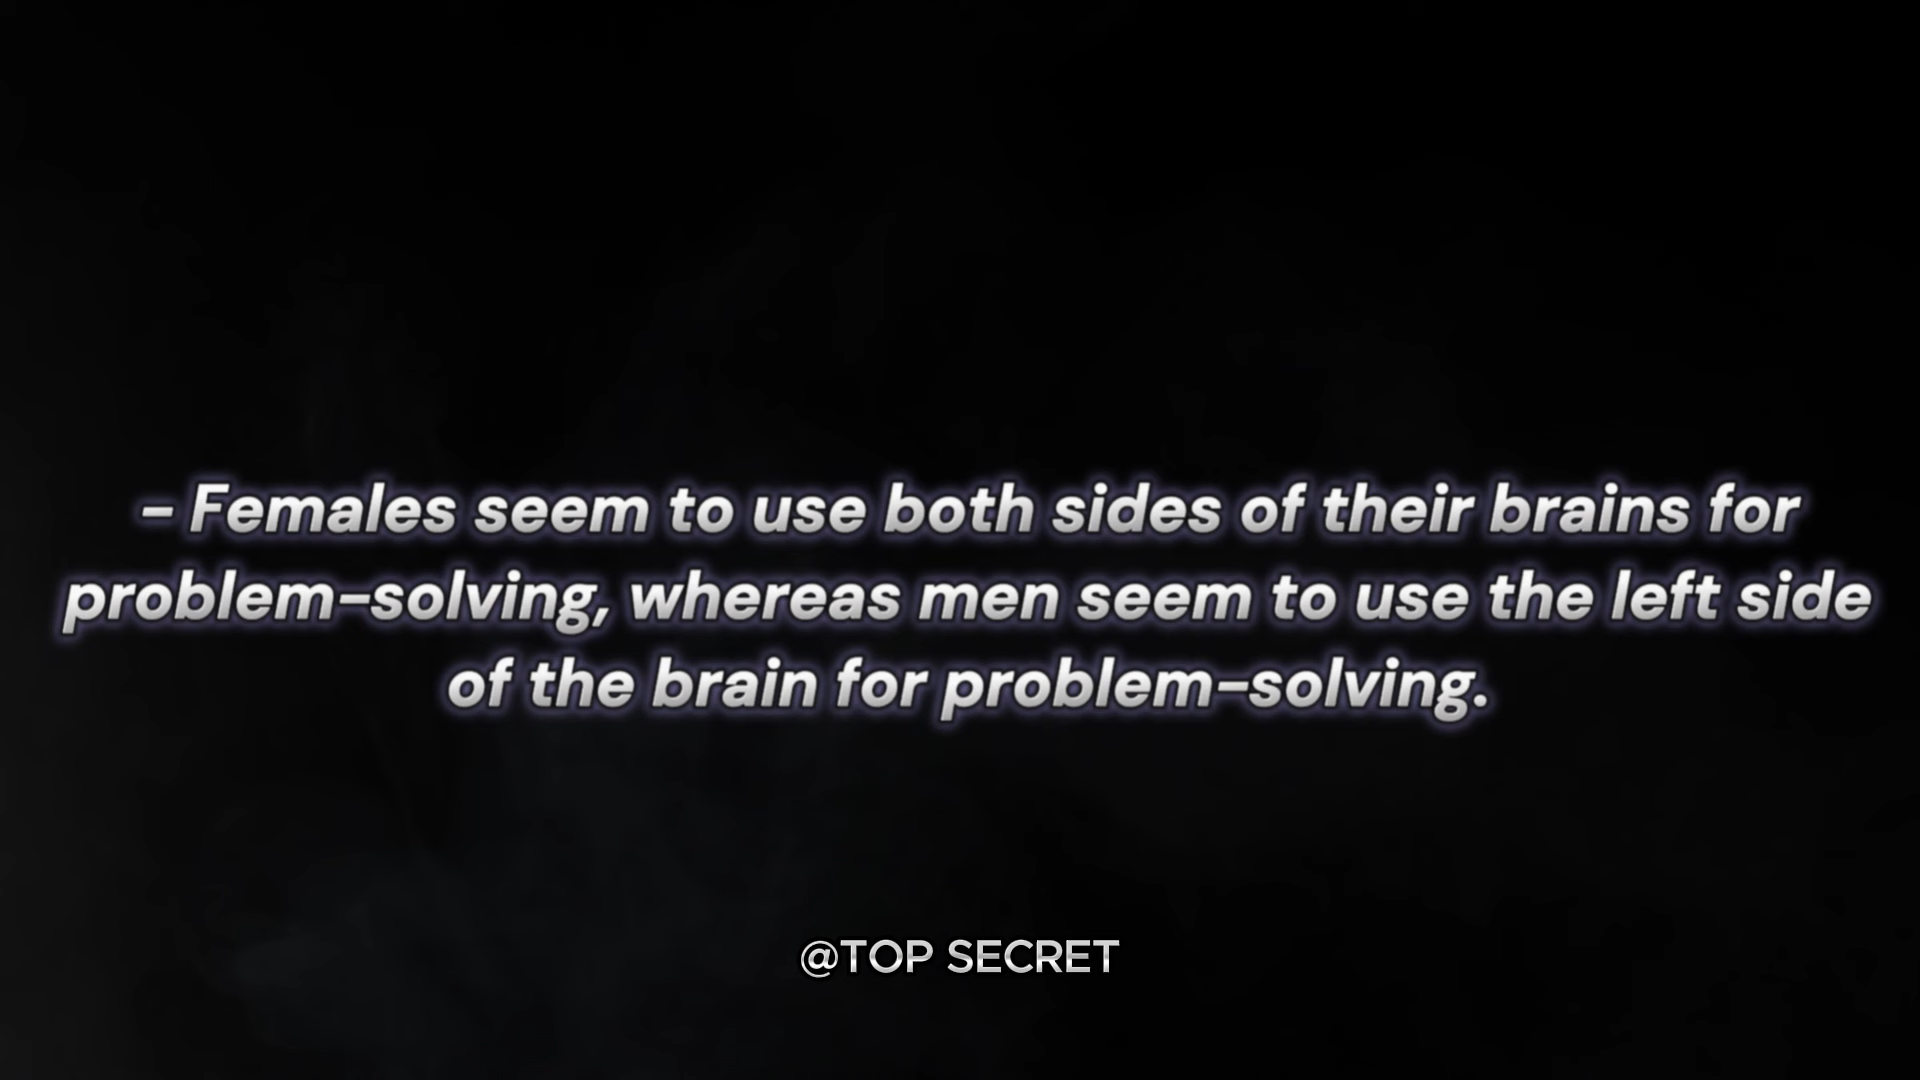 - Females seem to use both sides of their brains for
problem-solving, whereas men seem to use the left side
of the brain for problem-solving.
@TOP SECRET